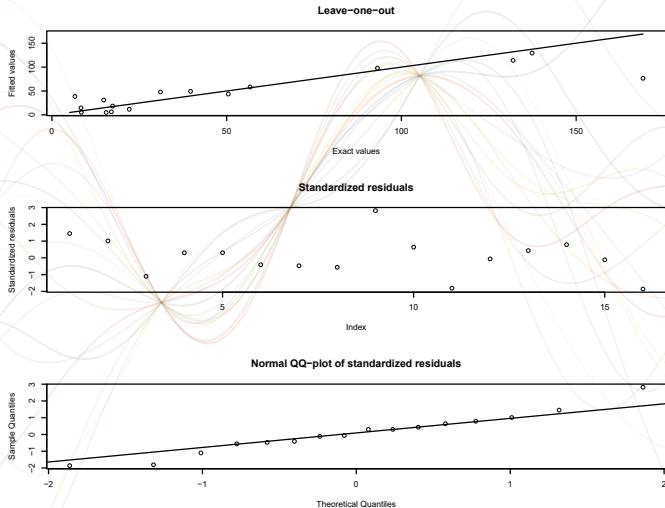 Leave−one−out
Fitted values
0 50 100 150
0 50 100 150
Exact values
Standardized residuals
Standardized residuals
−2 −1 0 1 2 3
5 10 15
Index
Normal QQ−plot of standardized residuals
Sample Quantiles
−2 −1 0 1 2 3
−2 −1 0 1 2
Theoretical Quantiles